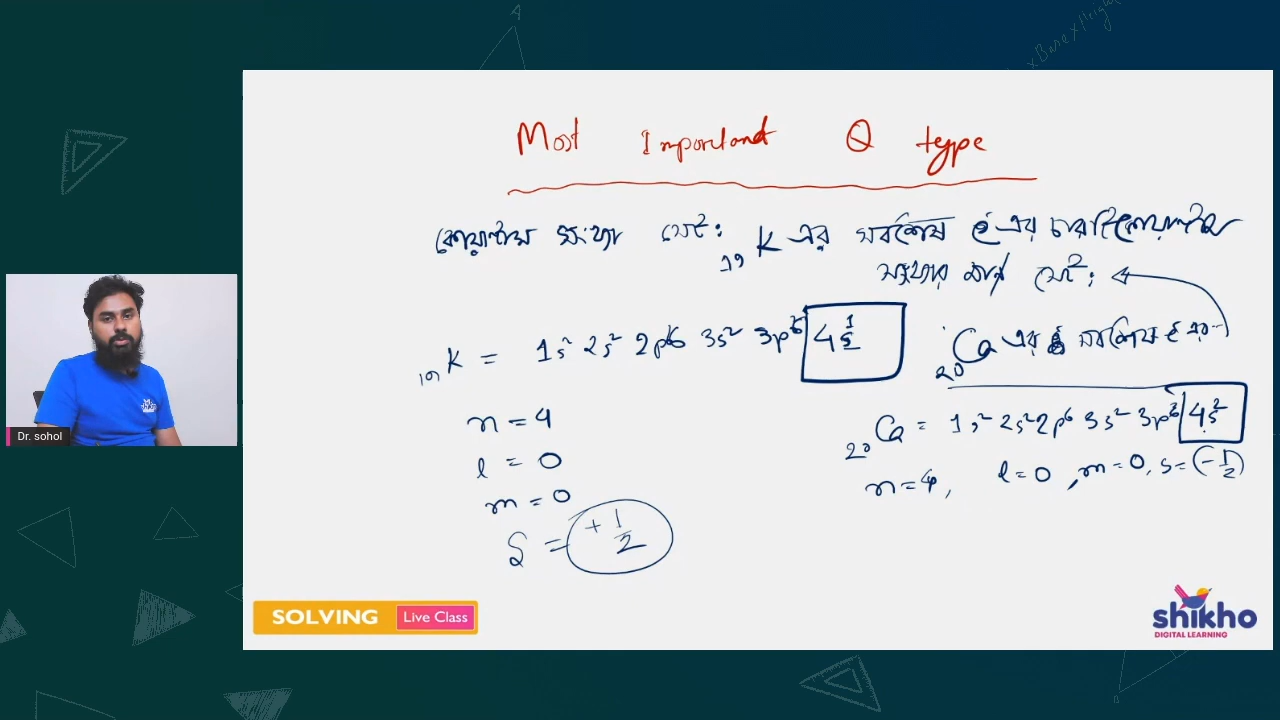 Most Important Q type
কোয়ান্টাম সংখ্যা সেট: ₁₉K এর সর্বশেষ e⁻ এর চারটি কোয়ান্টাম
সংখ্যার মান সেট:
₁₉K = 1s² 2s² 2p⁶ 3s² 3p⁶ 4s¹
₂₀Ca এর সর্বশেষ e⁻ এর...
n = 4
l = 0
m = 0
S = +1/2
₂₀Ca = 1s² 2s² 2p⁶ 3s² 3p⁶ 4s²
n = 4, l = 0, m = 0, s = (-1/2)
Dr. sohol
SOLVING Live Class
shikho
DIGITAL LEARNING
A
x Base x Heigh
B